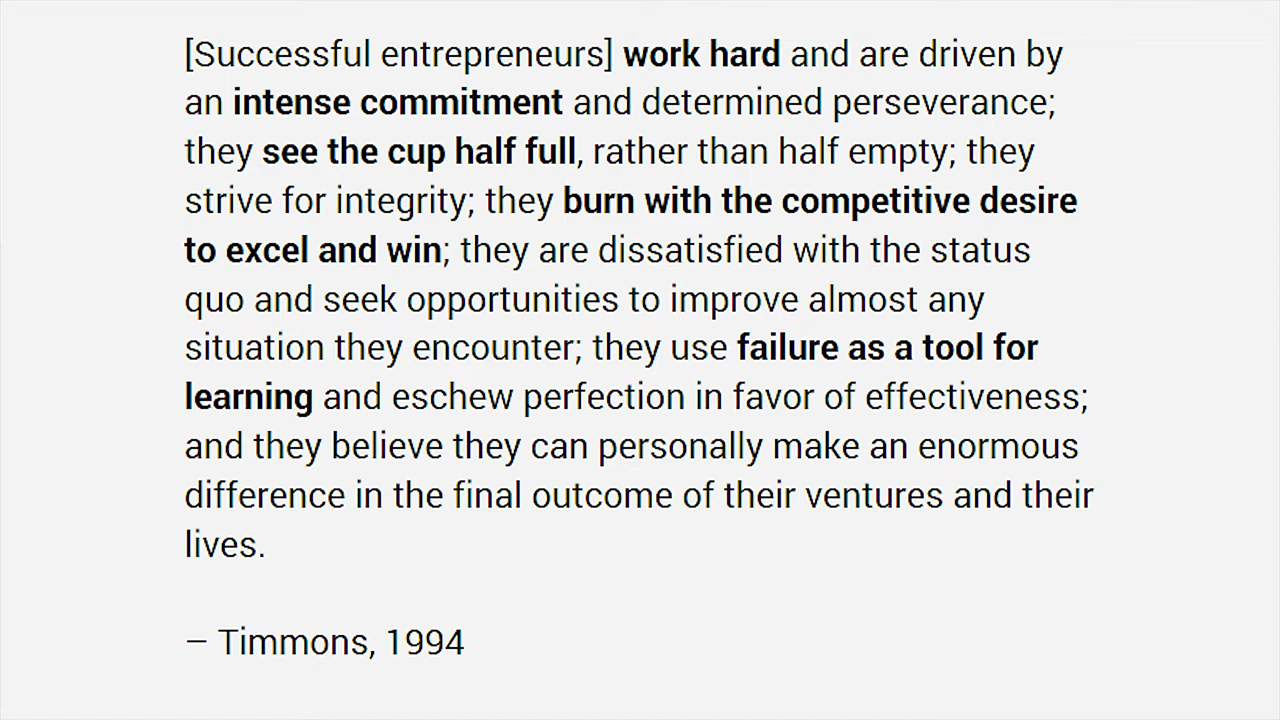 [Successful entrepreneurs] work hard and are driven by
an intense commitment and determined perseverance;
they see the cup half full, rather than half empty; they
strive for integrity; they burn with the competitive desire
to excel and win; they are dissatisfied with the status
quo and seek opportunities to improve almost any
situation they encounter; they use failure as a tool for
learning and eschew perfection in favor of effectiveness;
and they believe they can personally make an enormous
difference in the final outcome of their ventures and their
lives.
– Timmons, 1994